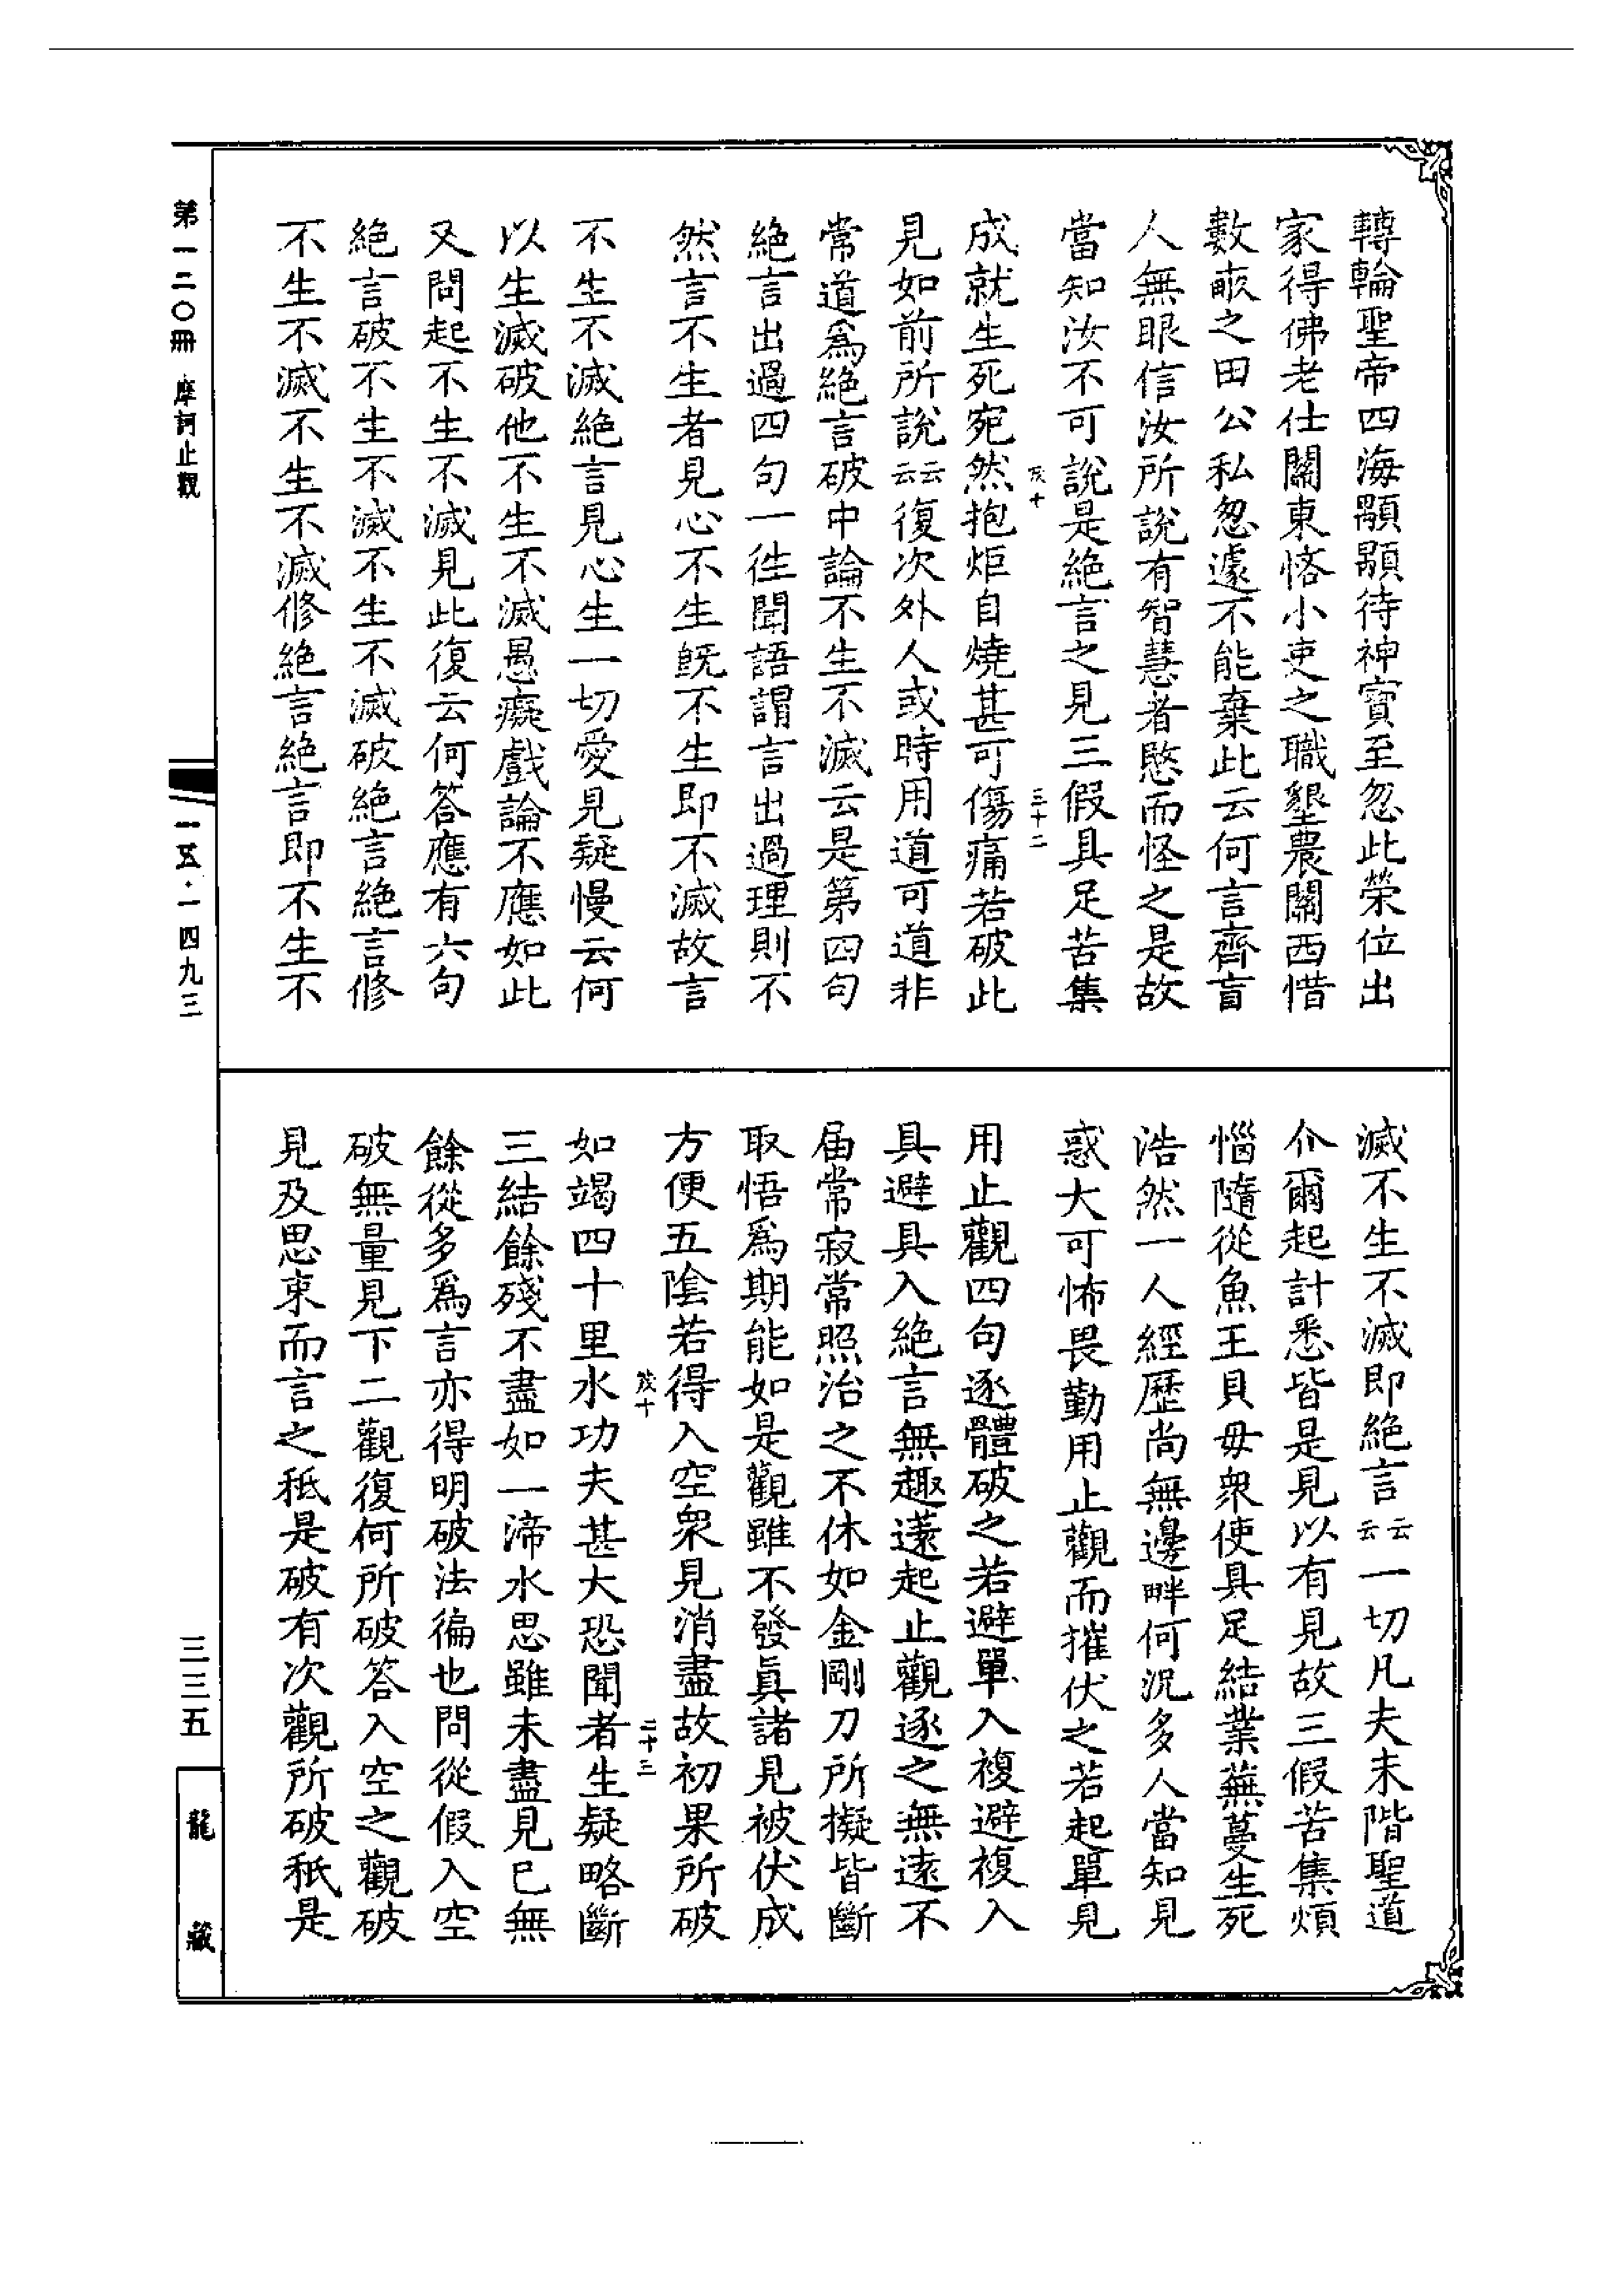 轉輪聖帝四海顒顒待神寶至忽此榮位出
家得佛老仕關東悋小吏之職墾農關西惜
數畞之田公私怱遽不能棄此云何言齊盲
人無眼信汝所說有智慧者愍而怪之是故
當知汝不可說是絕言之見三假具足苦集
茂十
三十二
成就生死宛然抱炬自燒甚可傷痛若破此
見如前所說云云復次外人或時用道可道非
常道爲絕言破中論不生不滅云是第四句
絕言出過四句一徃聞語謂言出過理則不
然言不生者見心不生旣不生即不滅故言
不生不滅絕言見心生一切愛見疑慢云何
以生滅破他不生不滅愚癡戲論不應如此
又問起不生不滅見此復云何答應有六句
絕言破不生不滅不生不滅破絕言絕言修
不生不滅不生不滅修絕言絕言即不生不
滅不生不滅即絕言云云一切凡夫未階聖道
介爾起計悉皆是見以有見故三假苦集煩
惱隨從魚王貝毋衆使具足結業蕪蔓生死
浩然一人經歷尚無邊畔何況多人當知見
惑大可怖畏勤用止觀而摧伏之若起單見
用止觀四句逐體破之若避單入複避複入
具避具入絕言無趣蘧起止觀逐之無遠不
届常寂常照治之不休如金剛刀所擬皆斷
取悟爲期能如是觀雖不發眞諸見被伏成
方便五陰若得入空衆見消盡故初果所破
茂十
三十三
如竭四十里水功夫甚大恐聞者生疑略斷
三結餘殘不盡如一渧水思雖未盡見已無
餘從多爲言亦得明破法徧也問從假入空
破無量見下二觀復何所破答入空之觀破
見及思束而言之秖是破有次觀所破秖是
第一二〇冊 摩訶止觀
一五·一四九三
三三五
龍藏